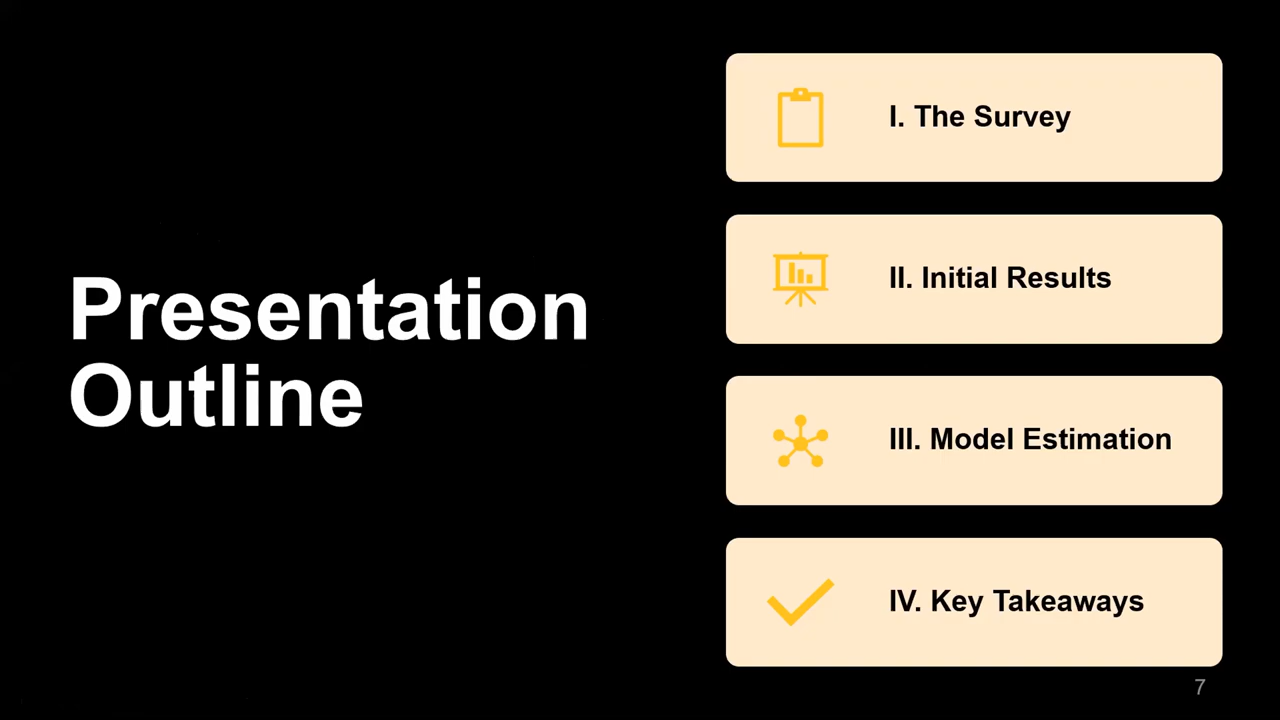 Presentation
Outline
I. The Survey
II. Initial Results
III. Model Estimation
IV. Key Takeaways
7